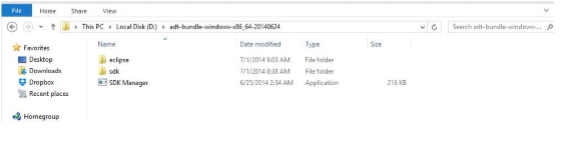 File Home Share View
This PC Local Disk (D:) adt-bundle-windows-x86_64-20140624 Search adt-bundle-windows-...
Name Date modified Type Size
Favorites
Desktop
Downloads
Dropbox
Recent places
Homegroup
eclipse 7/1/2014 9:03 AM File folder
sdk 7/1/2014 8:38 AM File folder
SDK Manager 6/25/2014 2:34 AM Application 216 KB